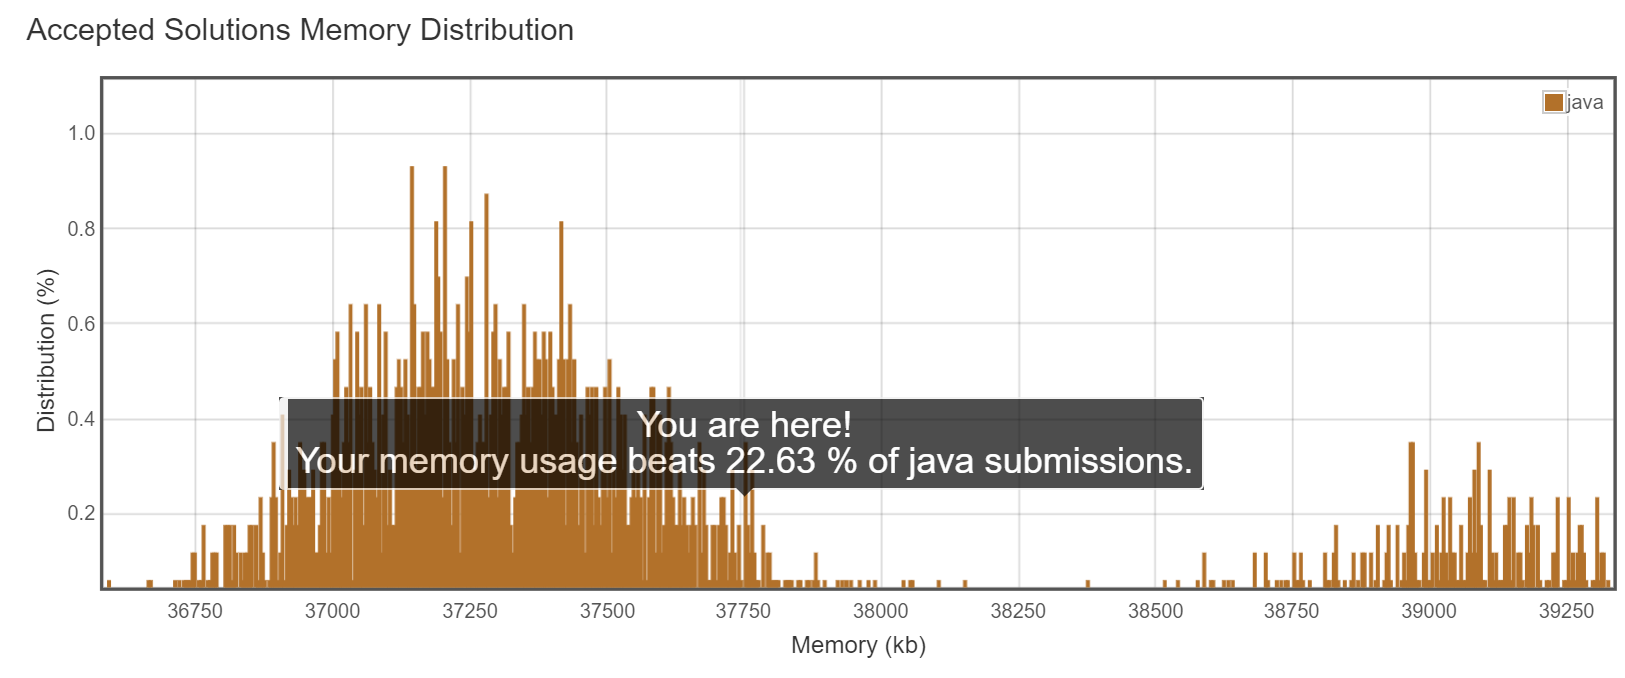 Accepted Solutions Memory Distribution
java
1.0
0.8
0.6
0.4
0.2
Distribution (%)
You are here!
Your memory usage beats 22.63 % of java submissions.
36750 37000 37250 37500 37750 38000 38250 38500 38750 39000 39250
Memory (kb)